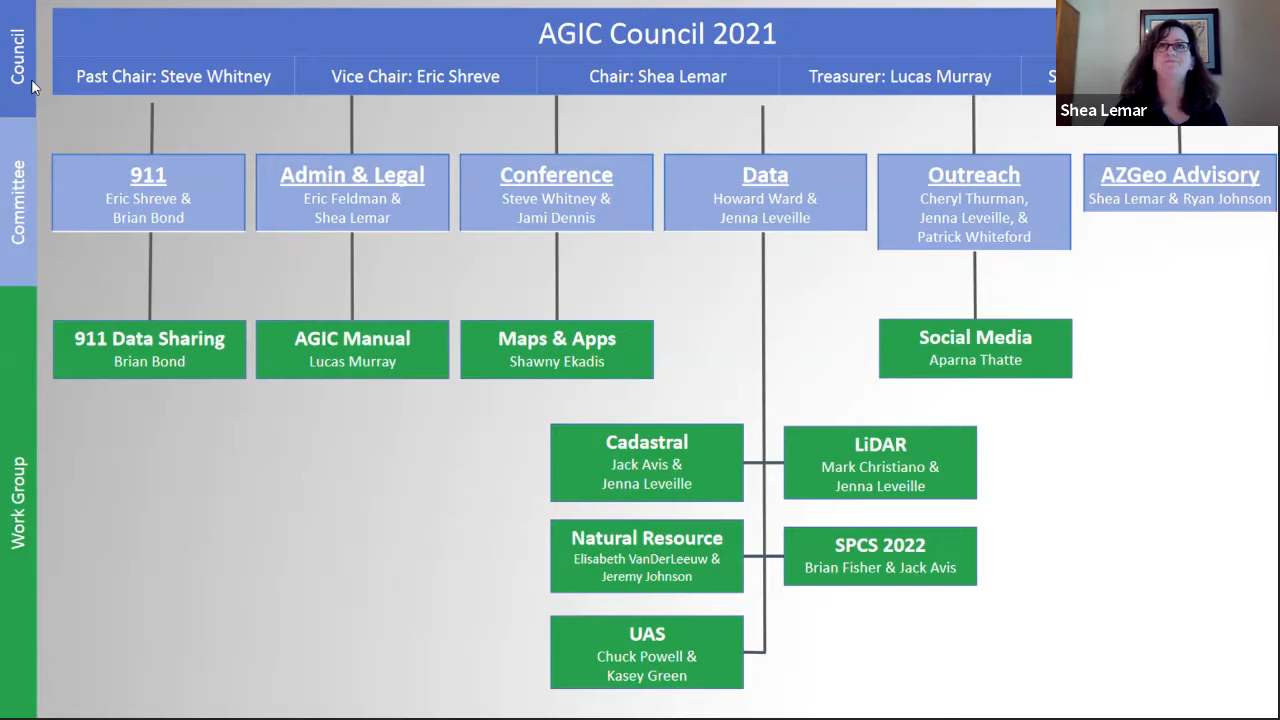 Council
AGIC Council 2021
Past Chair: Steve Whitney
Vice Chair: Eric Shreve
Chair: Shea Lemar
Treasurer: Lucas Murray
S
Shea Lemar
Committee
911
Eric Shreve &
Brian Bond
Admin & Legal
Eric Feldman &
Shea Lemar
Conference
Steve Whitney &
Jami Dennis
Data
Howard Ward &
Jenna Leveille
Outreach
Cheryl Thurman,
Jenna Leveille, &
Patrick Whiteford
AZGeo Advisory
Shea Lemar & Ryan Johnson
Work Group
911 Data Sharing
Brian Bond
AGIC Manual
Lucas Murray
Maps & Apps
Shawny Ekadis
Social Media
Aparna Thatte
Cadastral
Jack Avis &
Jenna Leveille
LiDAR
Mark Christiano &
Jenna Leveille
Natural Resource
Elisabeth VanDerLeeuw &
Jeremy Johnson
SPCS 2022
Brian Fisher & Jack Avis
UAS
Chuck Powell &
Kasey Green